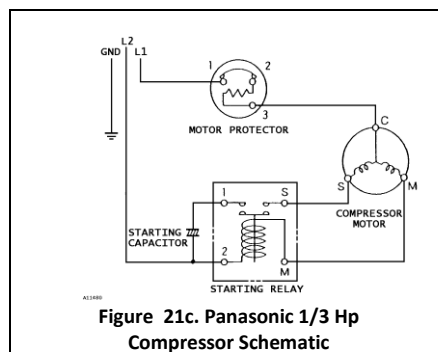 L2
GND L1
1 2
3
MOTOR PROTECTOR
C
S M
COMPRESSOR
MOTOR
1 S
STARTING
CAPACITOR
2 M
STARTING RELAY
A11480
Figure 21c. Panasonic 1/3 Hp
Compressor Schematic